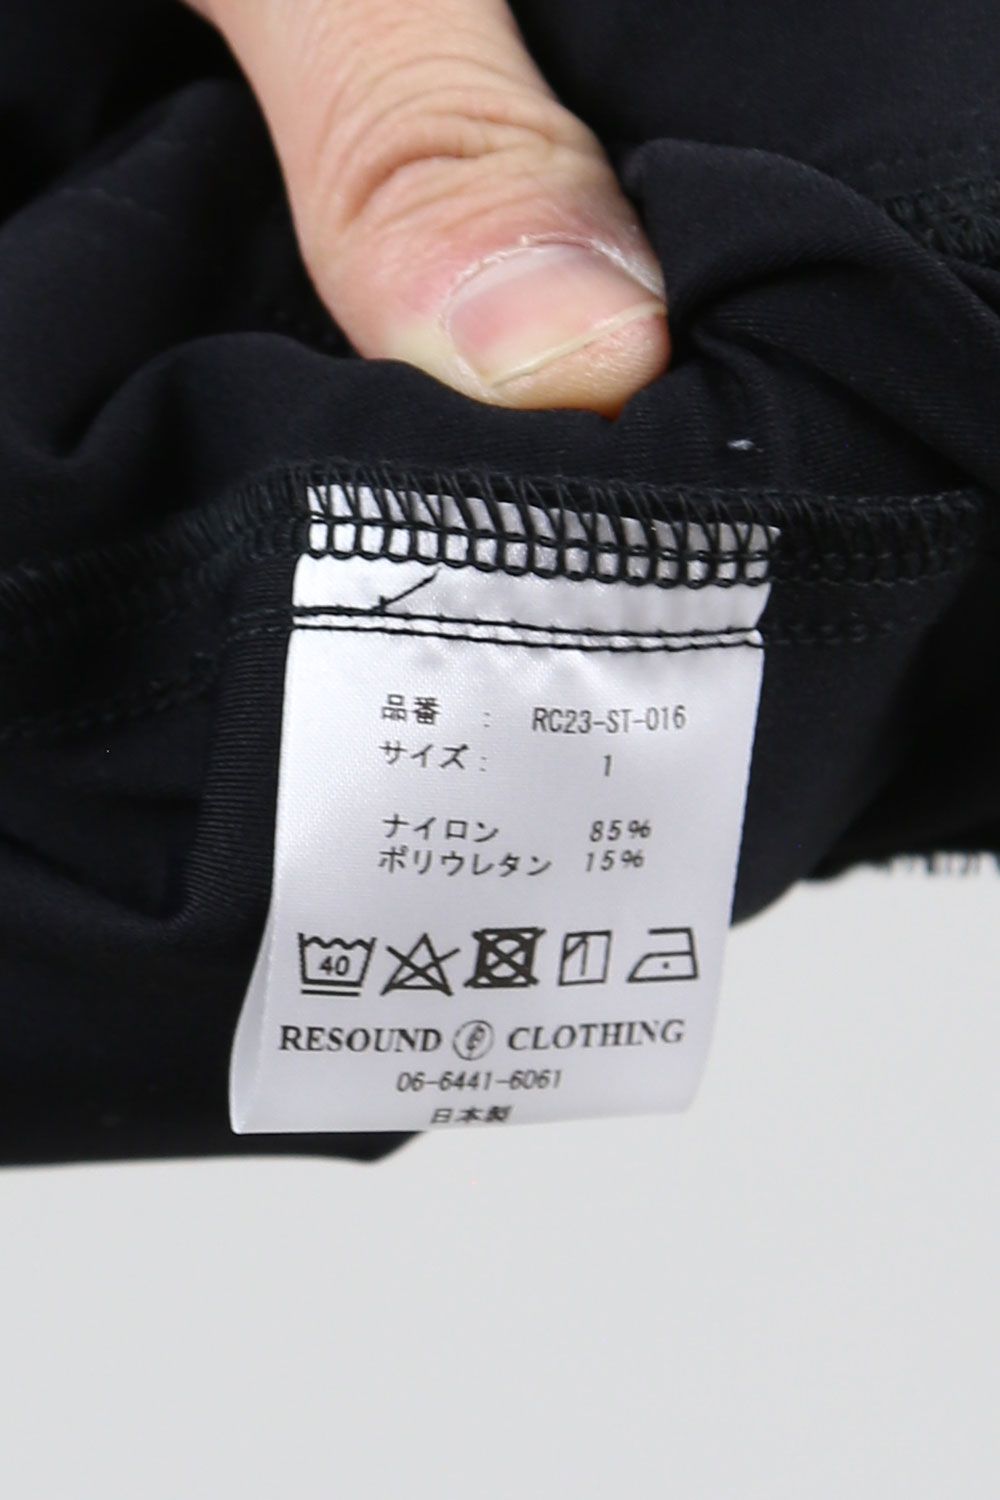 品番 : RC23-ST-016
サイズ: 1
ナイロン 85%
ポリウレタン 15%
40
RESOUND CLOTHING
06-6441-6061
日本製